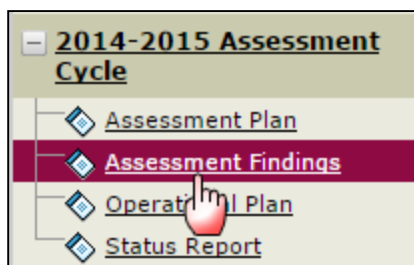 2014-2015 Assessment
Cycle
Assessment Plan
Assessment Findings
Plan
Status Report